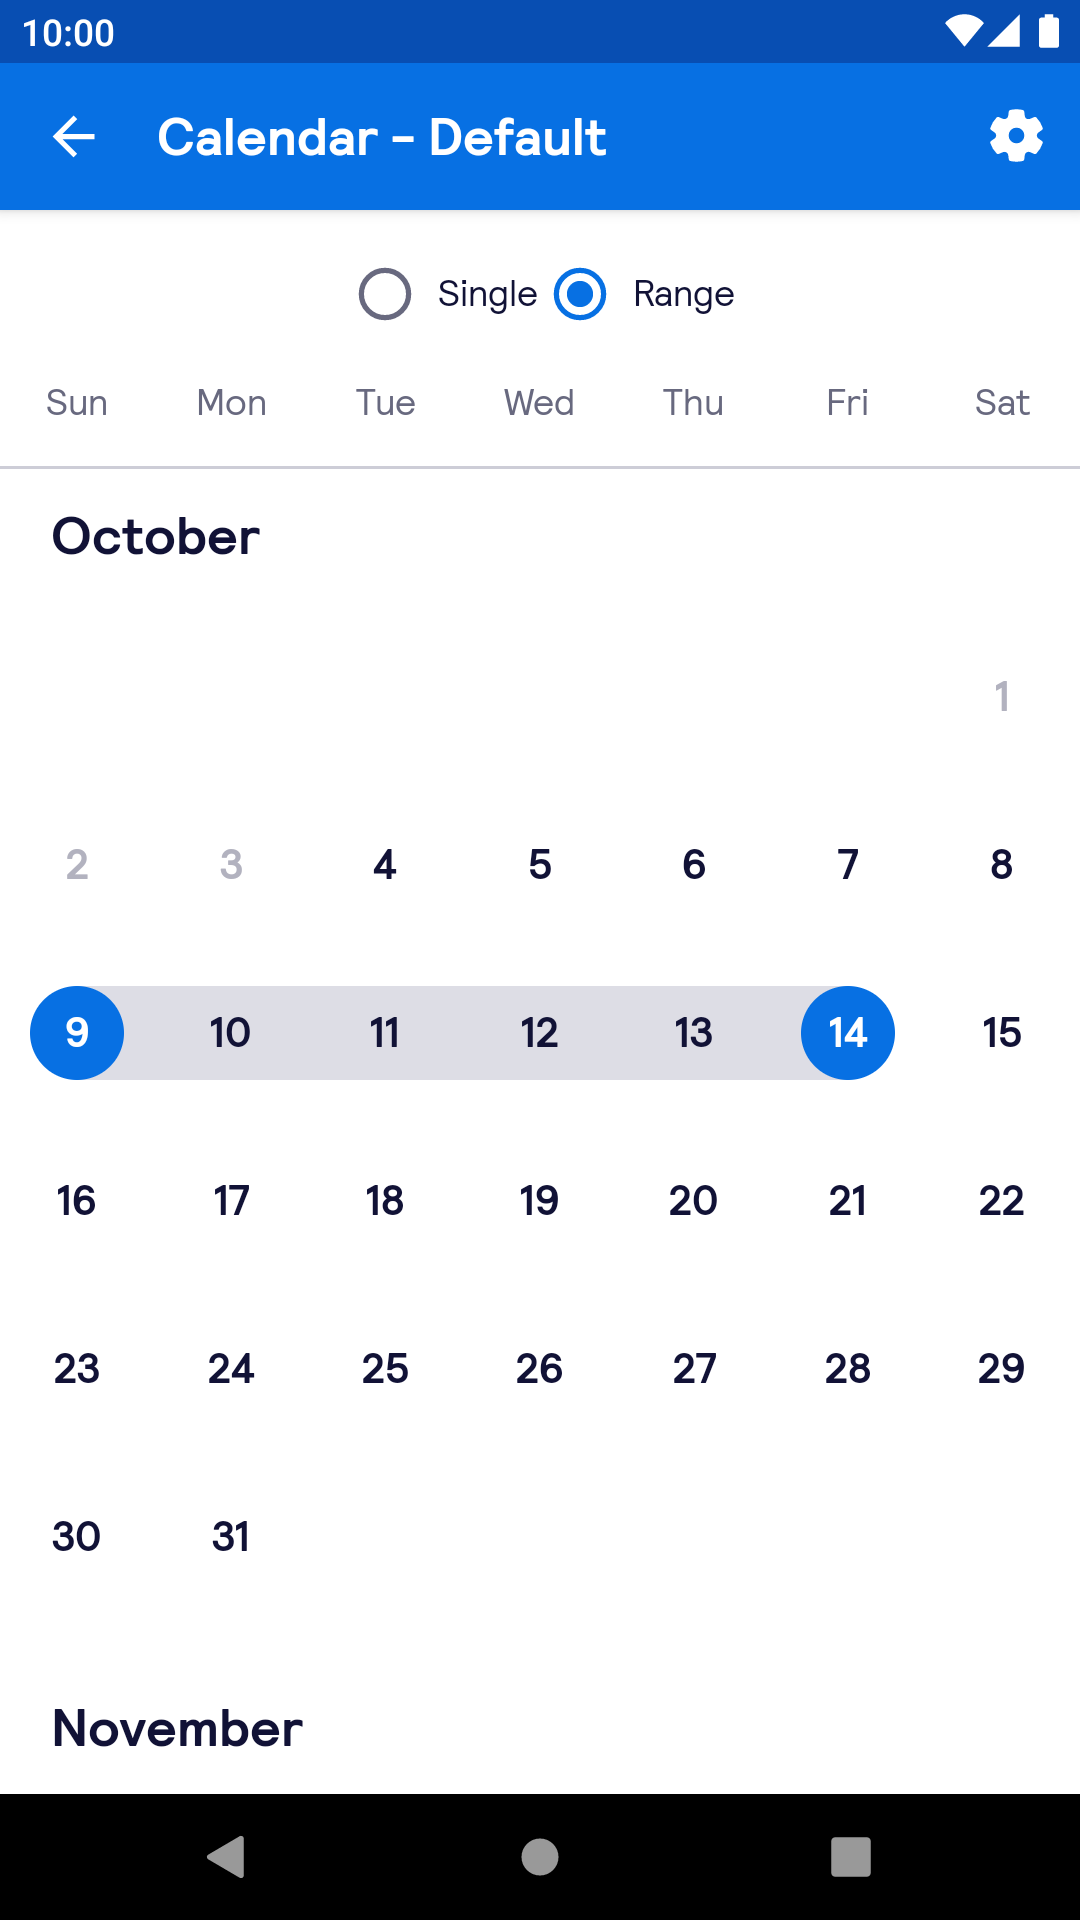 10:00
Calendar - Default
Single Range
Sun Mon Tue Wed Thu Fri Sat
October
1
2 3 4 5 6 7 8
9 10 11 12 13 14 15
16 17 18 19 20 21 22
23 24 25 26 27 28 29
30 31
November